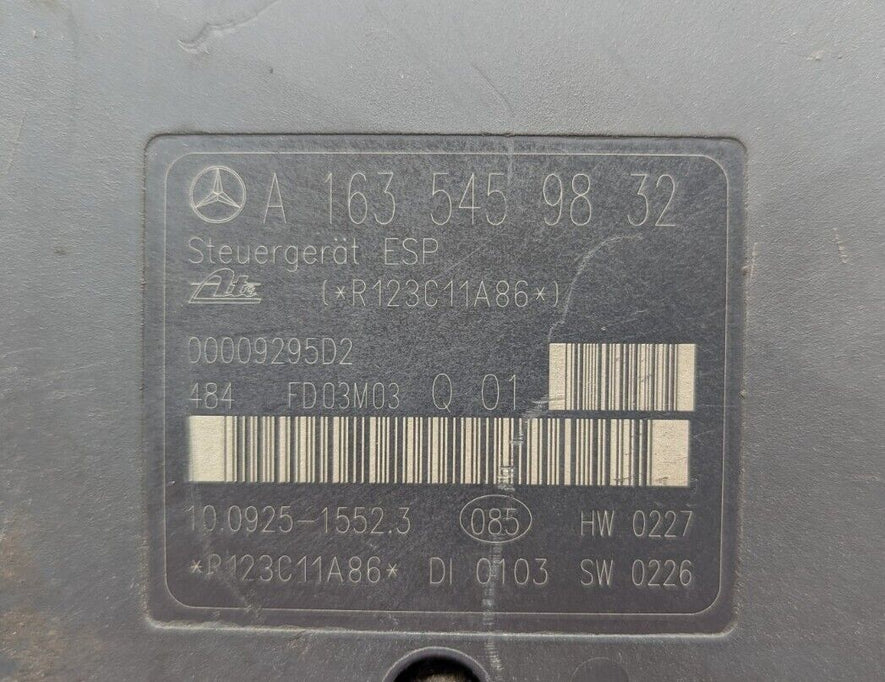 A 163 545 98 32
Steuergerät ESP
Ate (*R123C11A86*)
00009295D2
484 FD03M03 Q 01
10.0925-1552.3 085 HW 0227
*R123C11A86* DI 0103 SW 0226